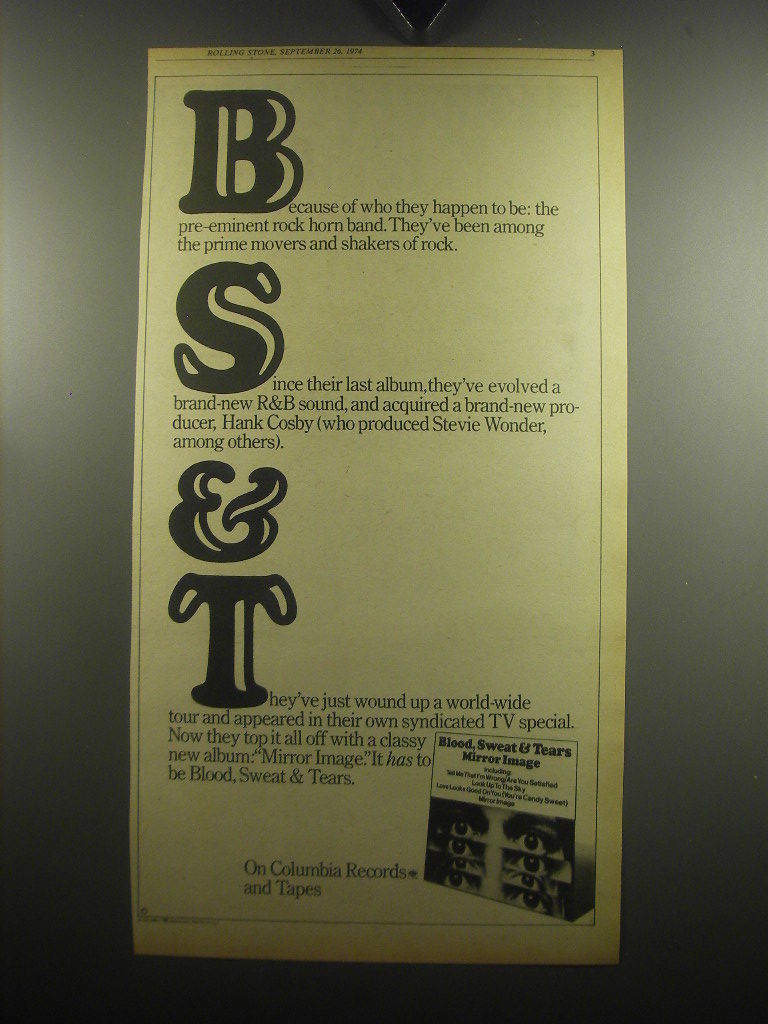 ROLLING STONE, SEPTEMBER 26, 1974
3
Because of who they happen to be: the
pre-eminent rock horn band. They've been among
the prime movers and shakers of rock.
Since their last album, they've evolved a
brand-new R&B sound, and acquired a brand-new pro-
ducer, Hank Cosby (who produced Stevie Wonder,
among others).
&
They've just wound up a world-wide
tour and appeared in their own syndicated TV special.
Now they top it all off with a classy
new album: "Mirror Image." It has to
be Blood, Sweat & Tears.
Blood, Sweat & Tears
Mirror Image
including:
Tell Me That I'm Wrong/Are You Satisfied
Look Up To The Sky
Love Looks Good On You (You're Candy Sweet)
Mirror Image
On Columbia Records
and Tapes